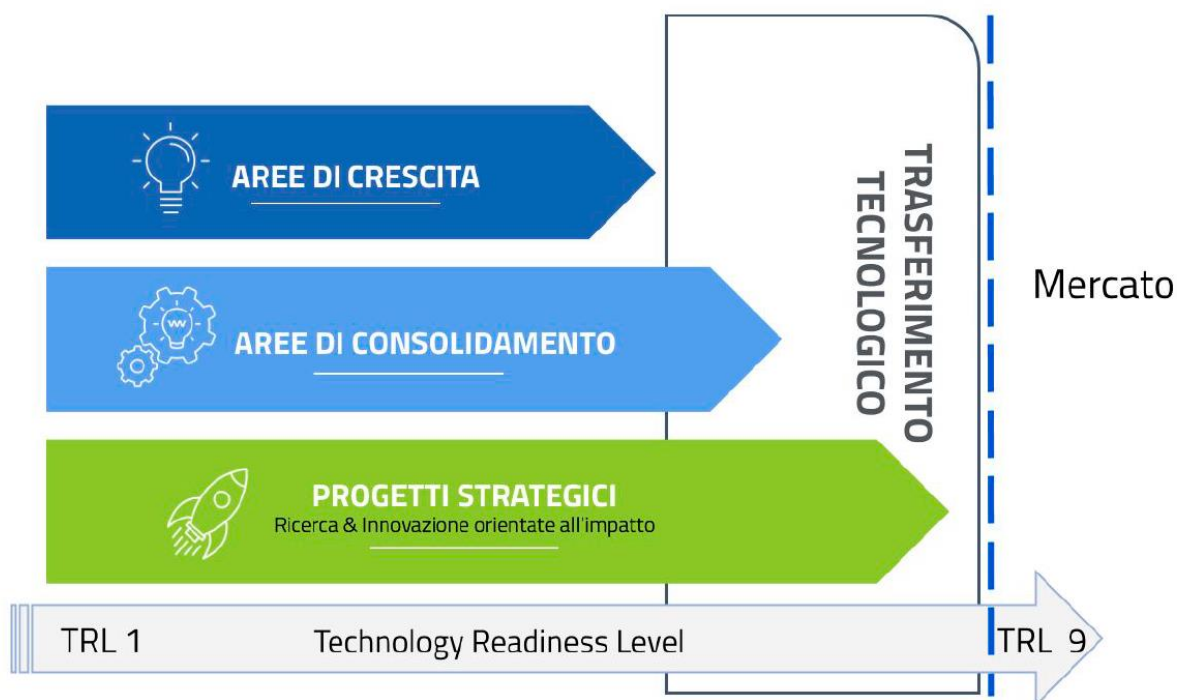 AREE DI CRESCITA
AREE DI CONSOLIDAMENTO
PROGETTI STRATEGICI
Ricerca & Innovazione orientate all'impatto
TRASFERIMENTO
TECNOLOGICO
Mercato
TRL 1
Technology Readiness Level
TRL 9